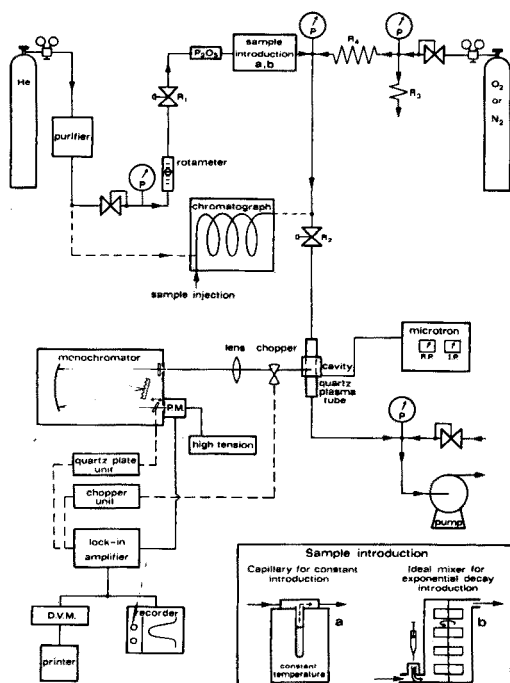 He
purifier
P
rotameter
R₁
P₂O₅
sample
introduction
a,b
P
R₄
P
R₃
O₂
or
N₂
chromatograph
sample injection
R₂
monochromator
lens
chopper
cavity
quartz
plasma
tube
microtron
R.P.
I.P.
P.M.
high tension
quartz plate
unit
chopper
unit
lock-in
amplifier
D.V.M.
recorder
printer
P
pump
Sample introduction
Capillary for constant
introduction
a
constant
temperature
Ideal mixer for
exponential decay
introduction
b